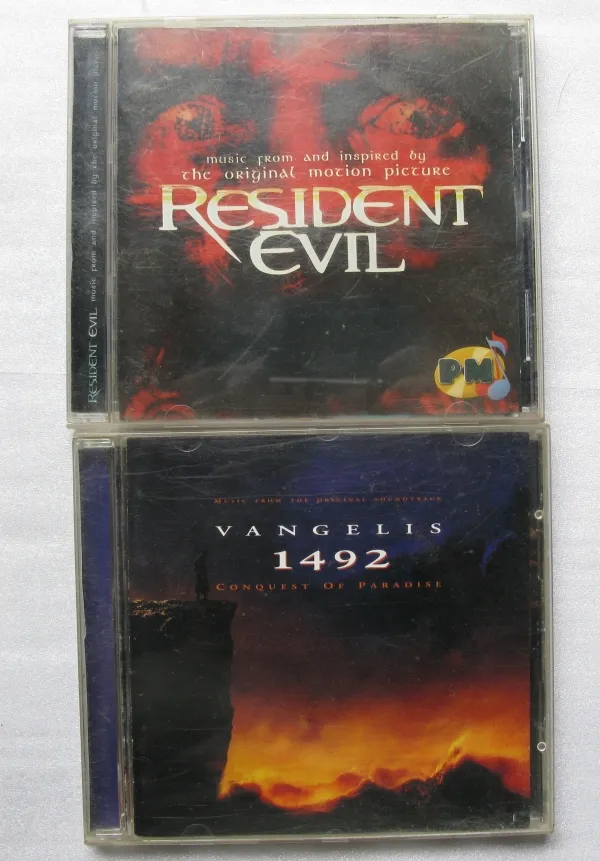 RESIDENT EVIL music from and inspired by the original motion picture
music from and inspired by
the original motion picture
RESIDENT
EVIL
PM
MUSIC FROM THE ORIGINAL SOUNDTRACK
VANGELIS
1492
CONQUEST OF PARADISE